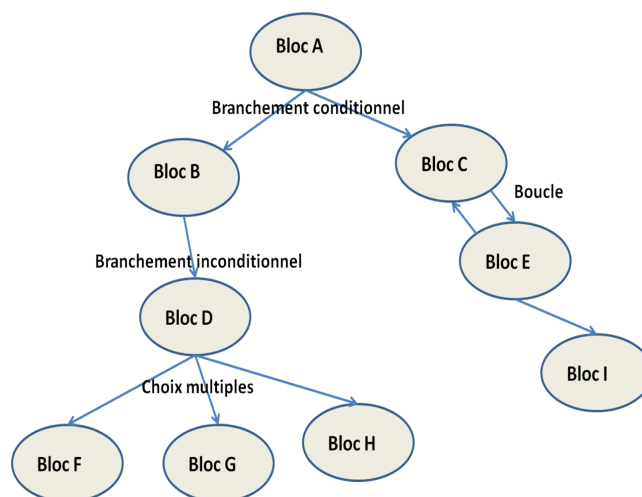 Bloc A
Branchement conditionnel
Bloc B
Bloc C
Boucle
Branchement inconditionnel
Bloc E
Bloc D
Bloc I
Choix multiples
Bloc F
Bloc G
Bloc H